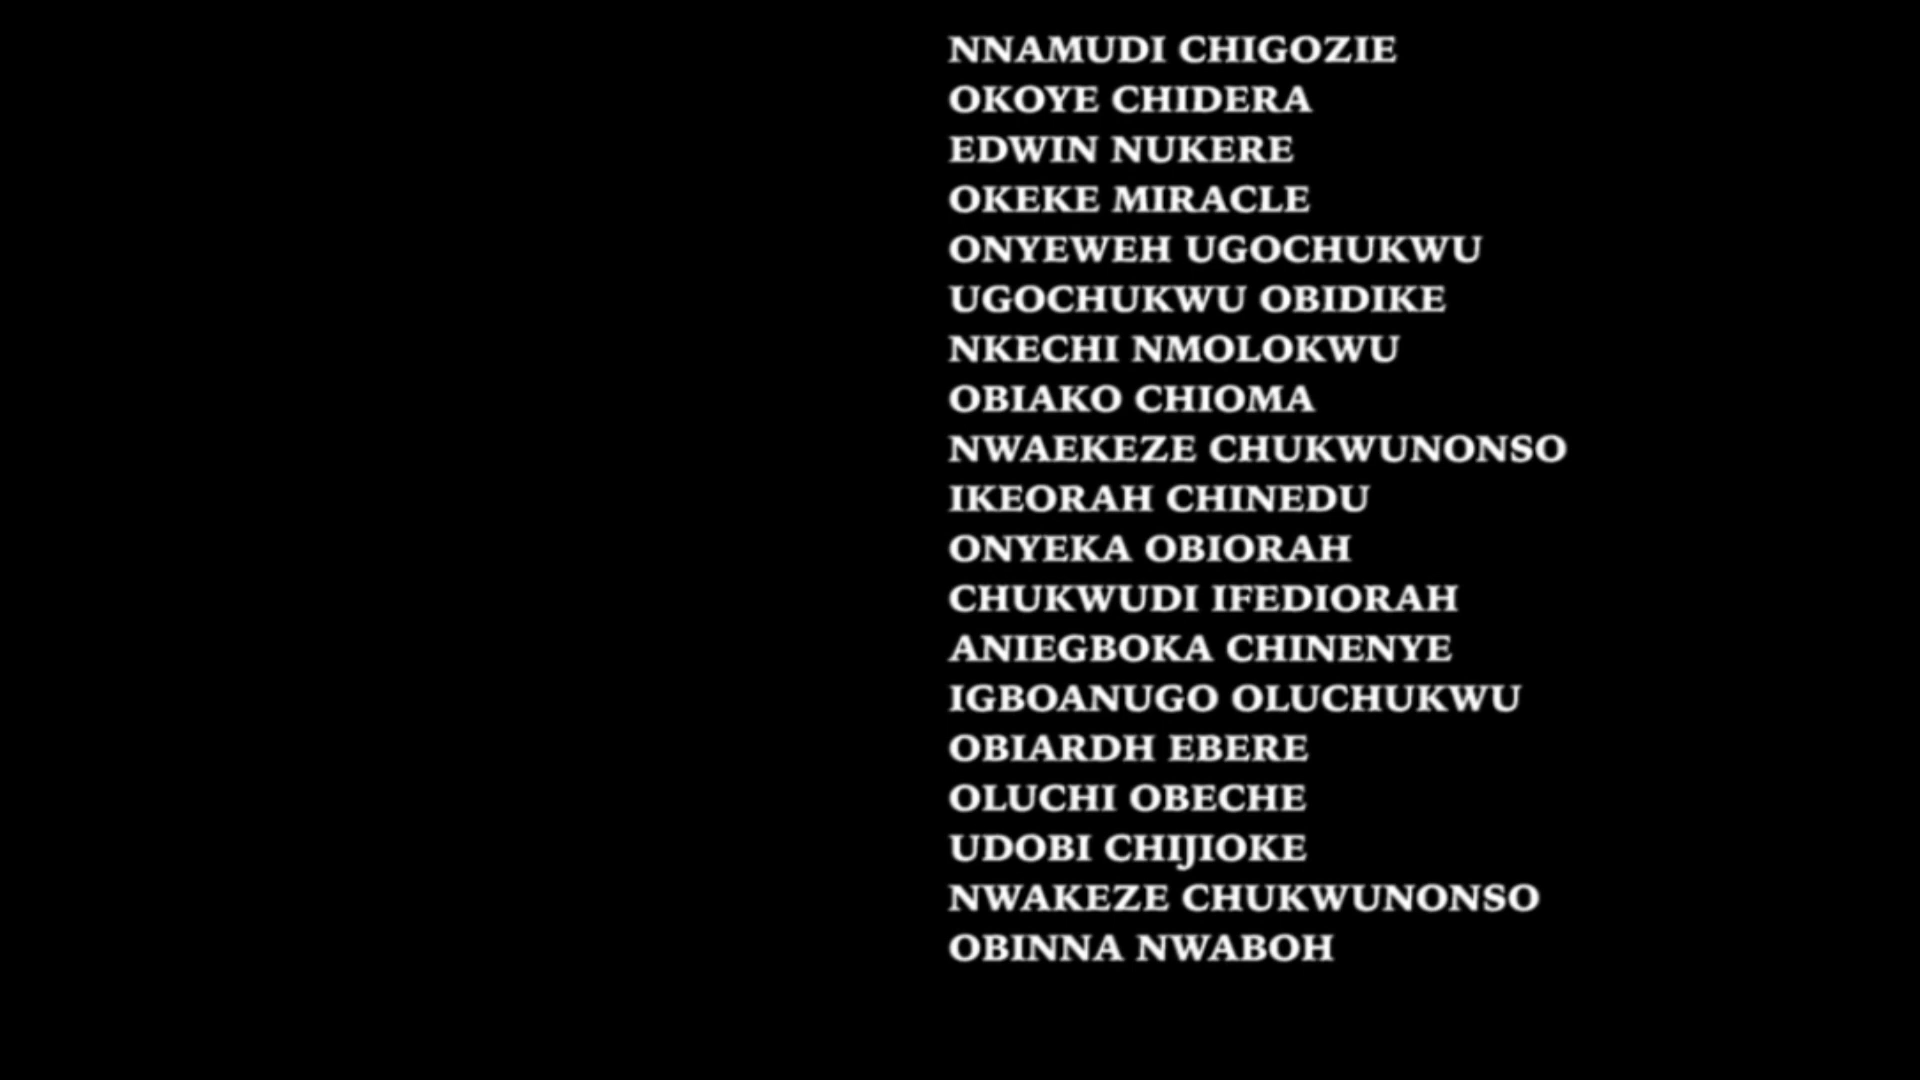 NNAMUDI CHIGOZIE
OKOYE CHIDERA
EDWIN NUKERE
OKEKE MIRACLE
ONYEWEH UGOCHUKWU
UGOCHUKWU OBIDIKE
NKECHI NMOLOKWU
OBIAKO CHIOMA
NWAEKEZE CHUKWUNONSO
IKEORAH CHINEDU
ONYEKA OBIORAH
CHUKWUDI IFEDIORAH
ANIEGBOKA CHINENYE
IGBOANUGO OLUCHUKWU
OBIARDH EBERE
OLUCHI OBECHE
UDOBI CHIJIOKE
NWAKEZE CHUKWUNONSO
OBINNA NWABOH